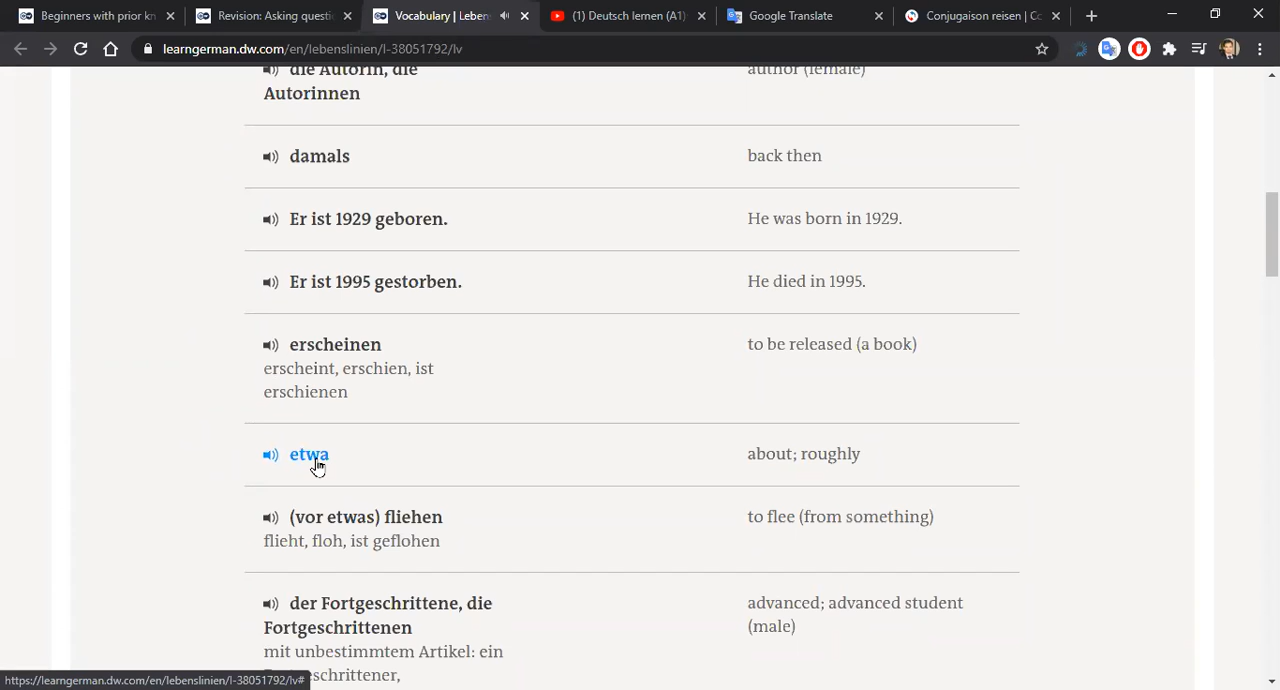 Beginners with prior kn
Revision: Asking questi
Vocabulary | Lebens
(1) Deutsch lernen (A1)
Google Translate
Conjugaison reisen | Co
learngerman.dw.com/en/lebenslinien/l-38051792/lv
die Autorin, die
Autorinnen
author (female)
damals
back then
Er ist 1929 geboren.
He was born in 1929.
Er ist 1995 gestorben.
He died in 1995.
erscheinen
to be released (a book)
erscheint, erschien, ist
erschienen
etwa
about; roughly
(vor etwas) fliehen
to flee (from something)
flieht, floh, ist geflohen
der Fortgeschrittene, die
Fortgeschrittenen
advanced; advanced student
(male)
mit unbestimmtem Artikel: ein
Fortgeschrittener,
https://learngerman.dw.com/en/lebenslinien/l-38051792/lv#